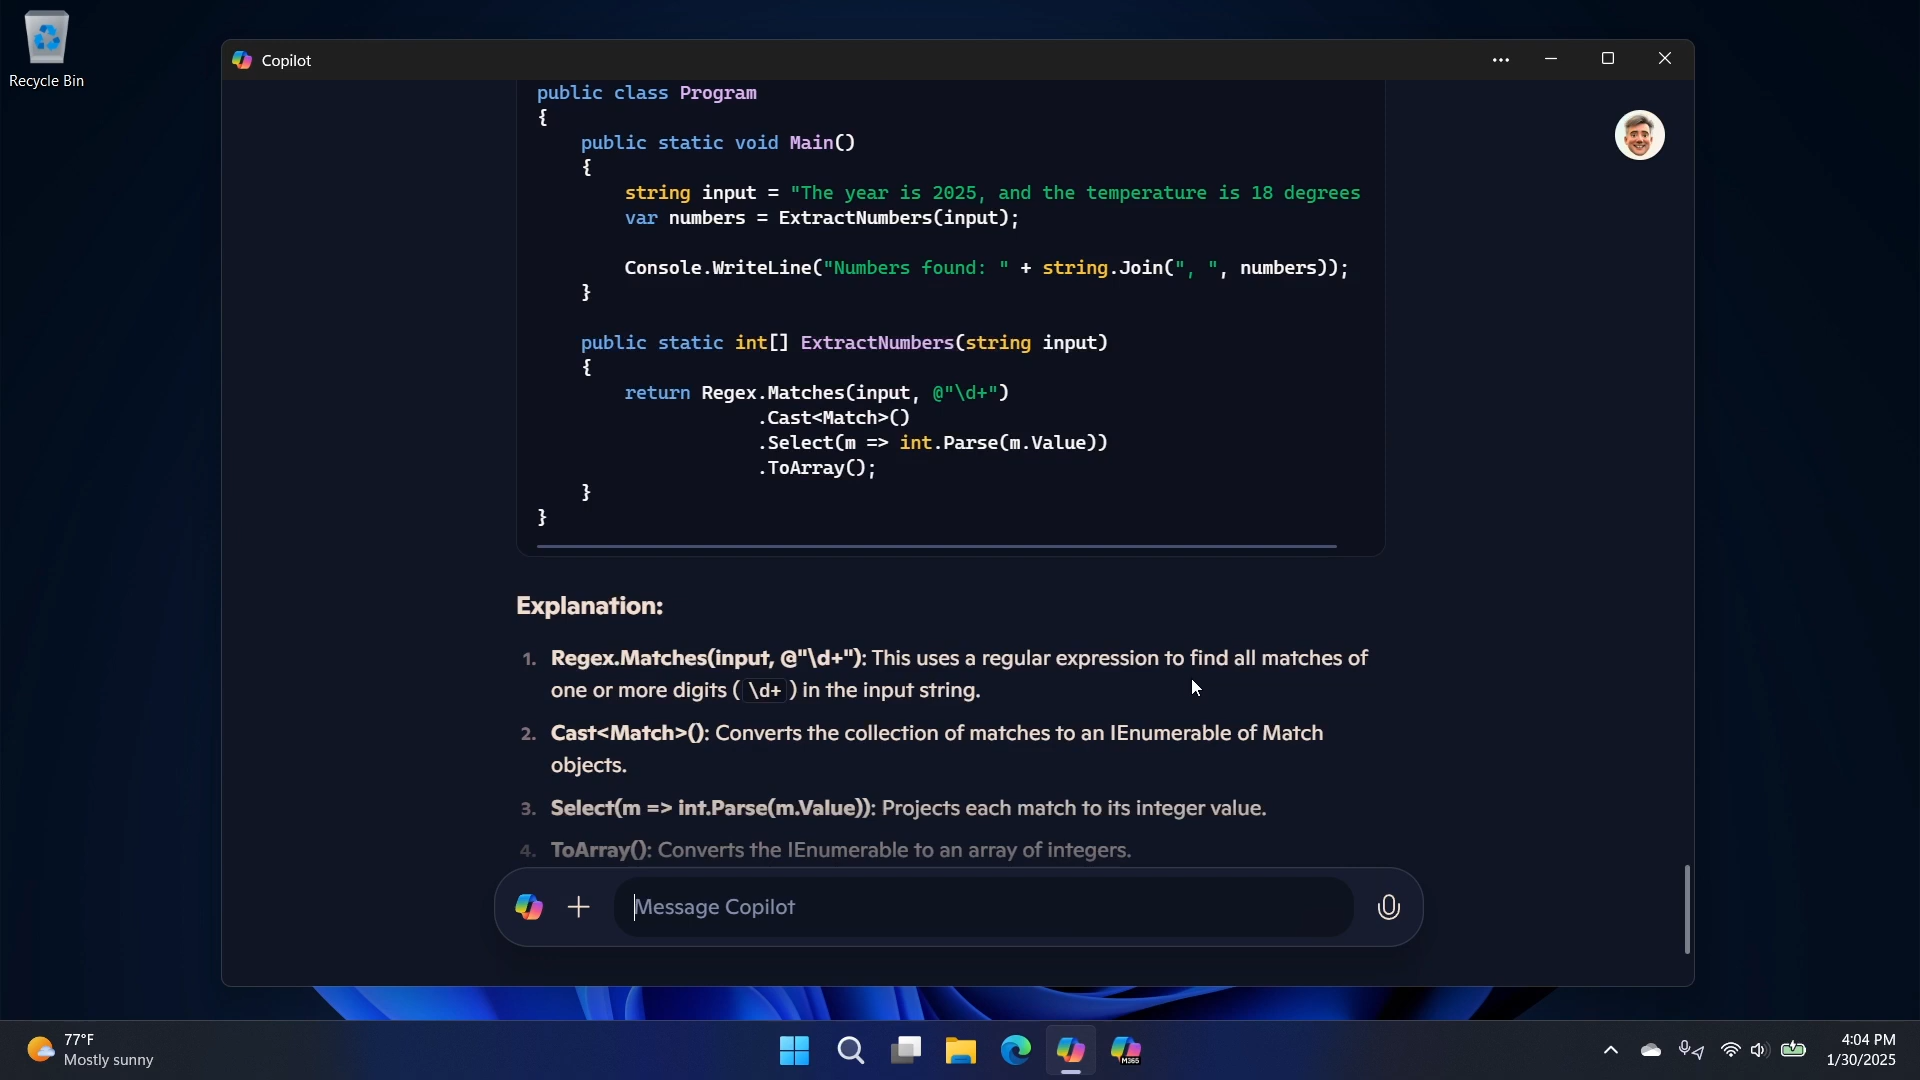 Recycle Bin
Copilot
public class Program
{
public static void Main()
{
string input = "The year is 2025, and the temperature is 18 degrees
var numbers = ExtractNumbers(input);
Console.WriteLine("Numbers found: " + string.Join(", ", numbers));
}
public static int[] ExtractNumbers(string input)
{
return Regex.Matches(input, @"\d+")
.Cast<Match>()
.Select(m => int.Parse(m.Value))
.ToArray();
}
}
Explanation:
1. Regex.Matches(input, @"\d+"): This uses a regular expression to find all matches of
one or more digits ( \d+ ) in the input string.
2. Cast<Match>(): Converts the collection of matches to an IEnumerable of Match
objects.
3. Select(m => int.Parse(m.Value)): Projects each match to its integer value.
4. ToArray(): Converts the IEnumerable to an array of integers.
Message Copilot
77°F
Mostly sunny
M365
4:04 PM
1/30/2025